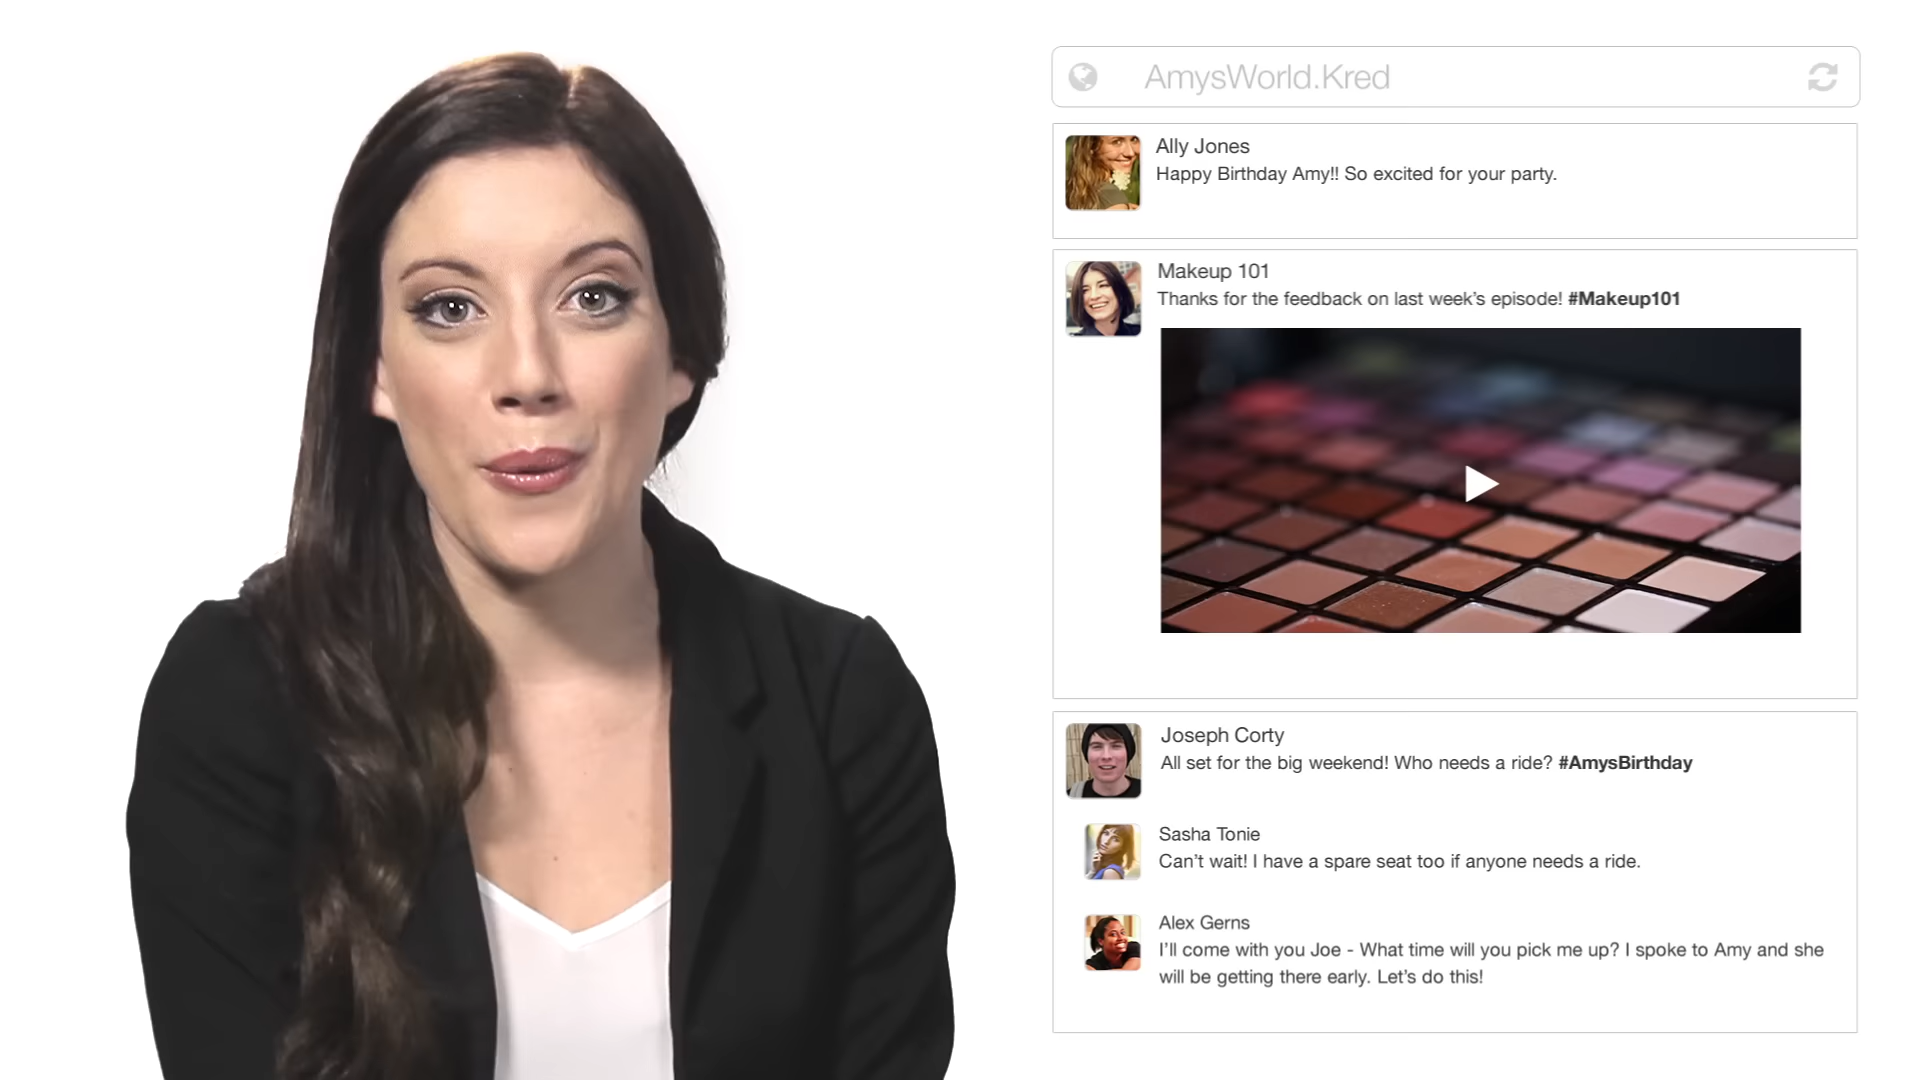 AmysWorld.Kred
Ally Jones
Happy Birthday Amy!! So excited for your party.
Makeup 101
Thanks for the feedback on last week’s episode! #Makeup101
Joseph Corty
All set for the big weekend! Who needs a ride? #AmysBirthday
Sasha Tonie
Can’t wait! I have a spare seat too if anyone needs a ride.
Alex Gerns
I’ll come with you Joe - What time will you pick me up? I spoke to Amy and she
will be getting there early. Let’s do this!